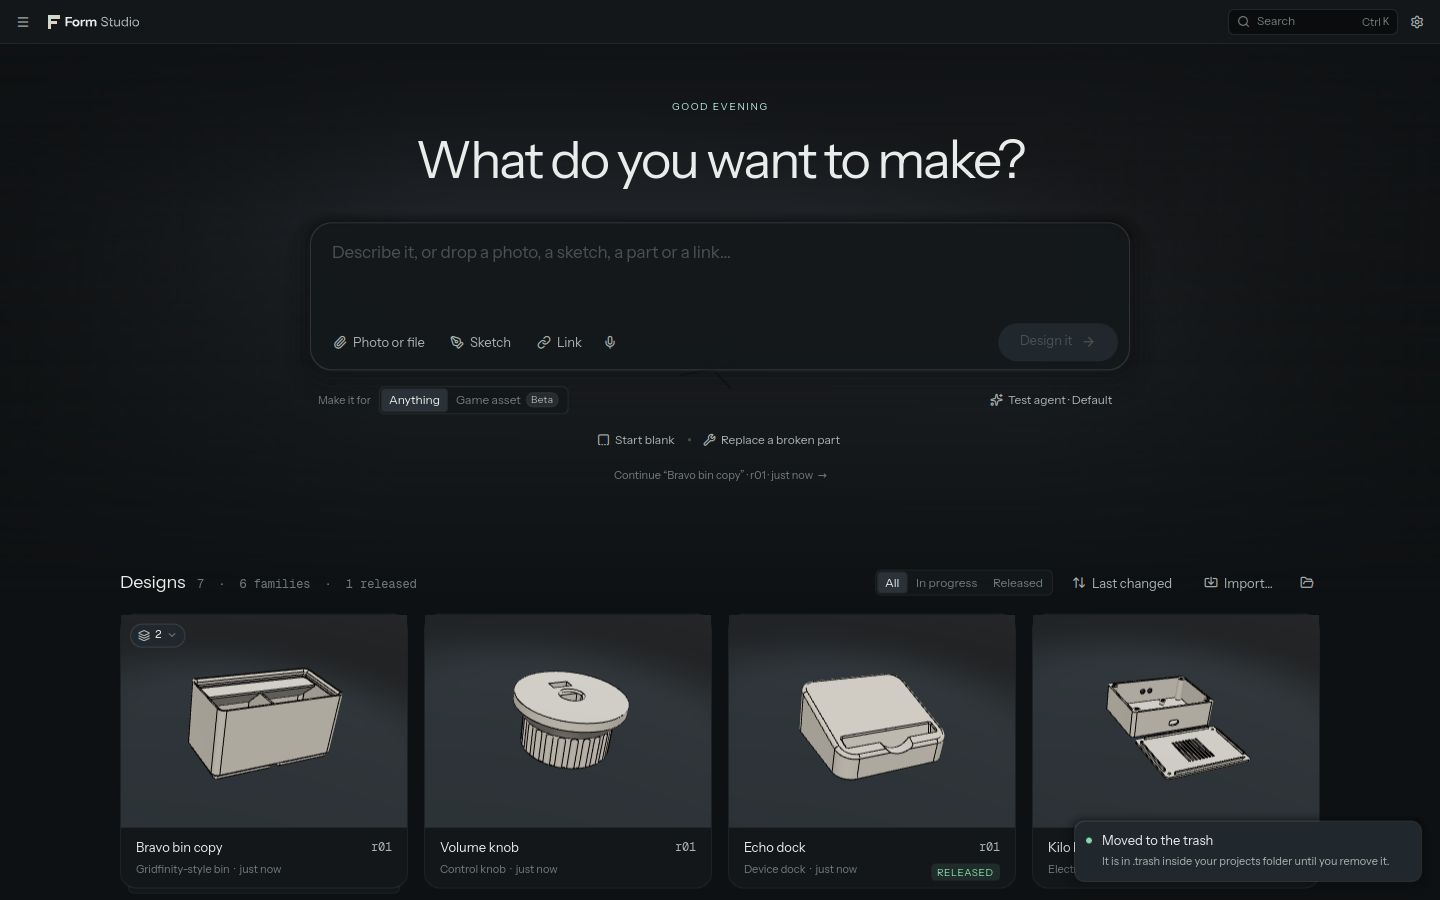 Form Studio
Search Ctrl K
GOOD EVENING
What do you want to make?
Describe it, or drop a photo, a sketch, a part or a link...
Photo or file Sketch Link Design it
Make it for Anything Game asset Beta Test agent · Default
Start blank • Replace a broken part
Continue “Bravo bin copy” · r01 · just now →
Designs 7 · 6 families · 1 released All In progress Released Last changed Import...
2
Bravo bin copy r01
Gridfinity-style bin · just now
Volume knob r01
Control knob · just now
Echo dock r01
Device dock · just now RELEASED
Kilo
Moved to the trash
It is in .trash inside your projects folder until you remove it.